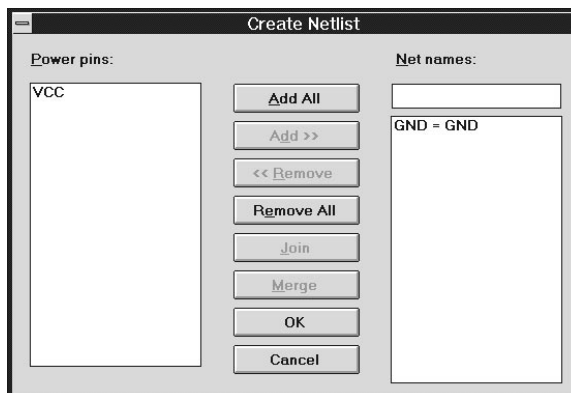 Create Netlist
Power pins:
VCC
Add All
Add >>
<< Remove
Remove All
Join
Merge
OK
Cancel
Net names:
GND = GND